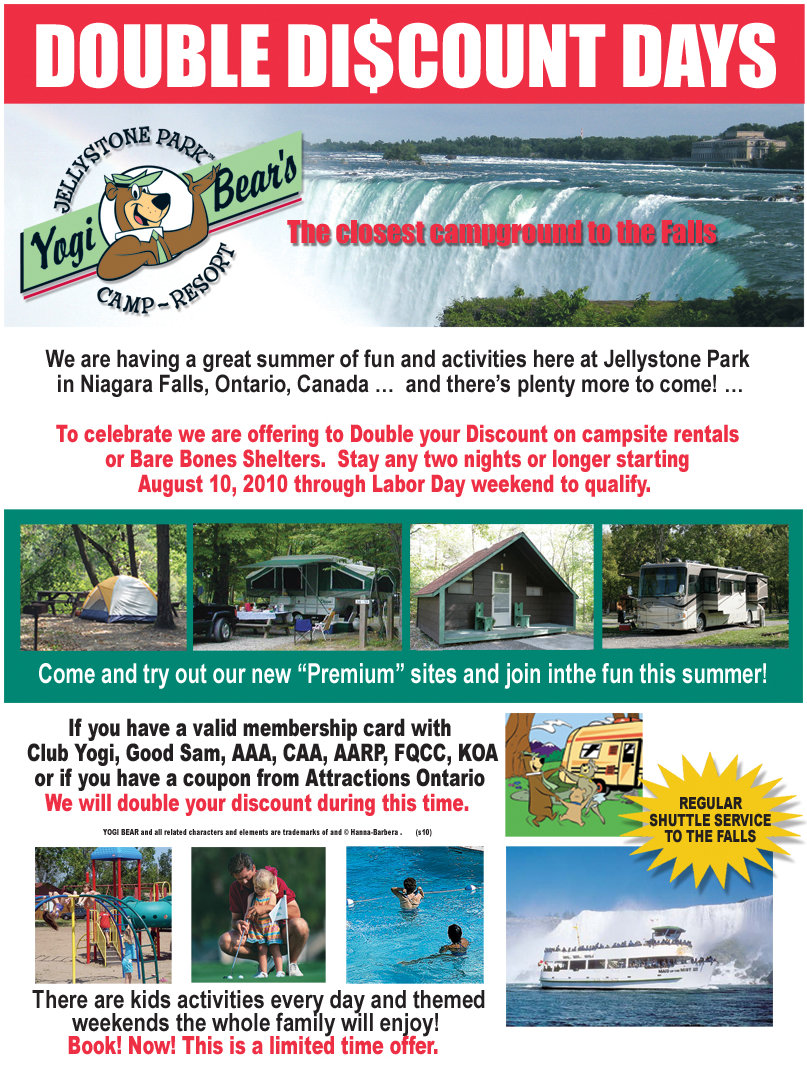 DOUBLE DI$COUNT DAYS
JELLYSTONE PARK™
Yogi Bear's
CAMP~RESORT
The closest campground to the Falls
We are having a great summer of fun and activities here at Jellystone Park
in Niagara Falls, Ontario, Canada … and there's plenty more to come! …
To celebrate we are offering to Double your Discount on campsite rentals
or Bare Bones Shelters. Stay any two nights or longer starting
August 10, 2010 through Labor Day weekend to qualify.
Come and try out our new “Premium” sites and join inthe fun this summer!
If you have a valid membership card with
Club Yogi, Good Sam, AAA, CAA, AARP, FQCC, KOA
or if you have a coupon from Attractions Ontario
We will double your discount during this time.
YOGI BEAR and all related characters and elements are trademarks of and © Hanna-Barbera . (s10)
REGULAR
SHUTTLE SERVICE
TO THE FALLS
MAID OF THE MIST
There are kids activities every day and themed
weekends the whole family will enjoy!
Book! Now! This is a limited time offer.